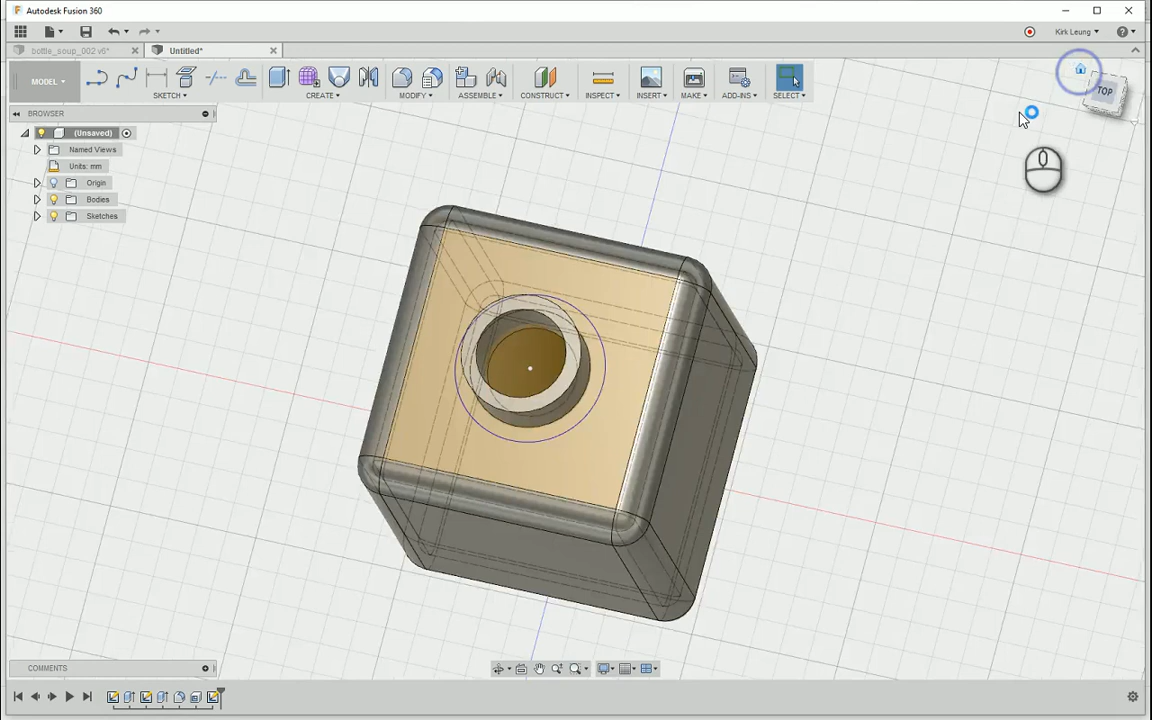 Autodesk Fusion 360
Kirk Leung
bottle_soup_002 v6*
Untitled*
MODEL
SKETCH
CREATE
MODIFY
ASSEMBLE
CONSTRUCT
INSPECT
INSERT
MAKE
ADD-INS
SELECT
TOP
BROWSER
(Unsaved)
Named Views
Units: mm
Origin
Bodies
Sketches
COMMENTS